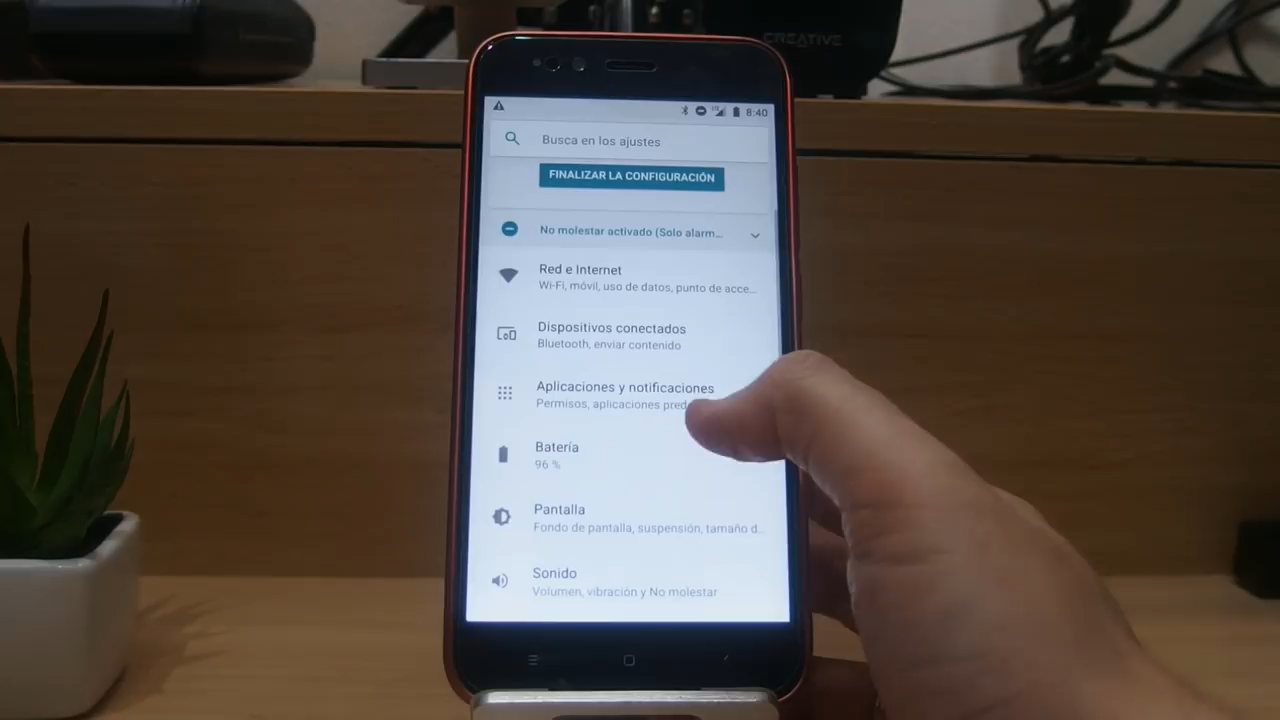 CREATIVE
8:40
Busca en los ajustes
FINALIZAR LA CONFIGURACIÓN
No molestar activado (Solo alarm...
Red e Internet
Wi-Fi, móvil, uso de datos, punto de acce...
Dispositivos conectados
Bluetooth, enviar contenido
Aplicaciones y notificaciones
Permisos, aplicaciones pred
Batería
96 %
Pantalla
Fondo de pantalla, suspensión, tamaño d...
Sonido
Volumen, vibración y No molestar